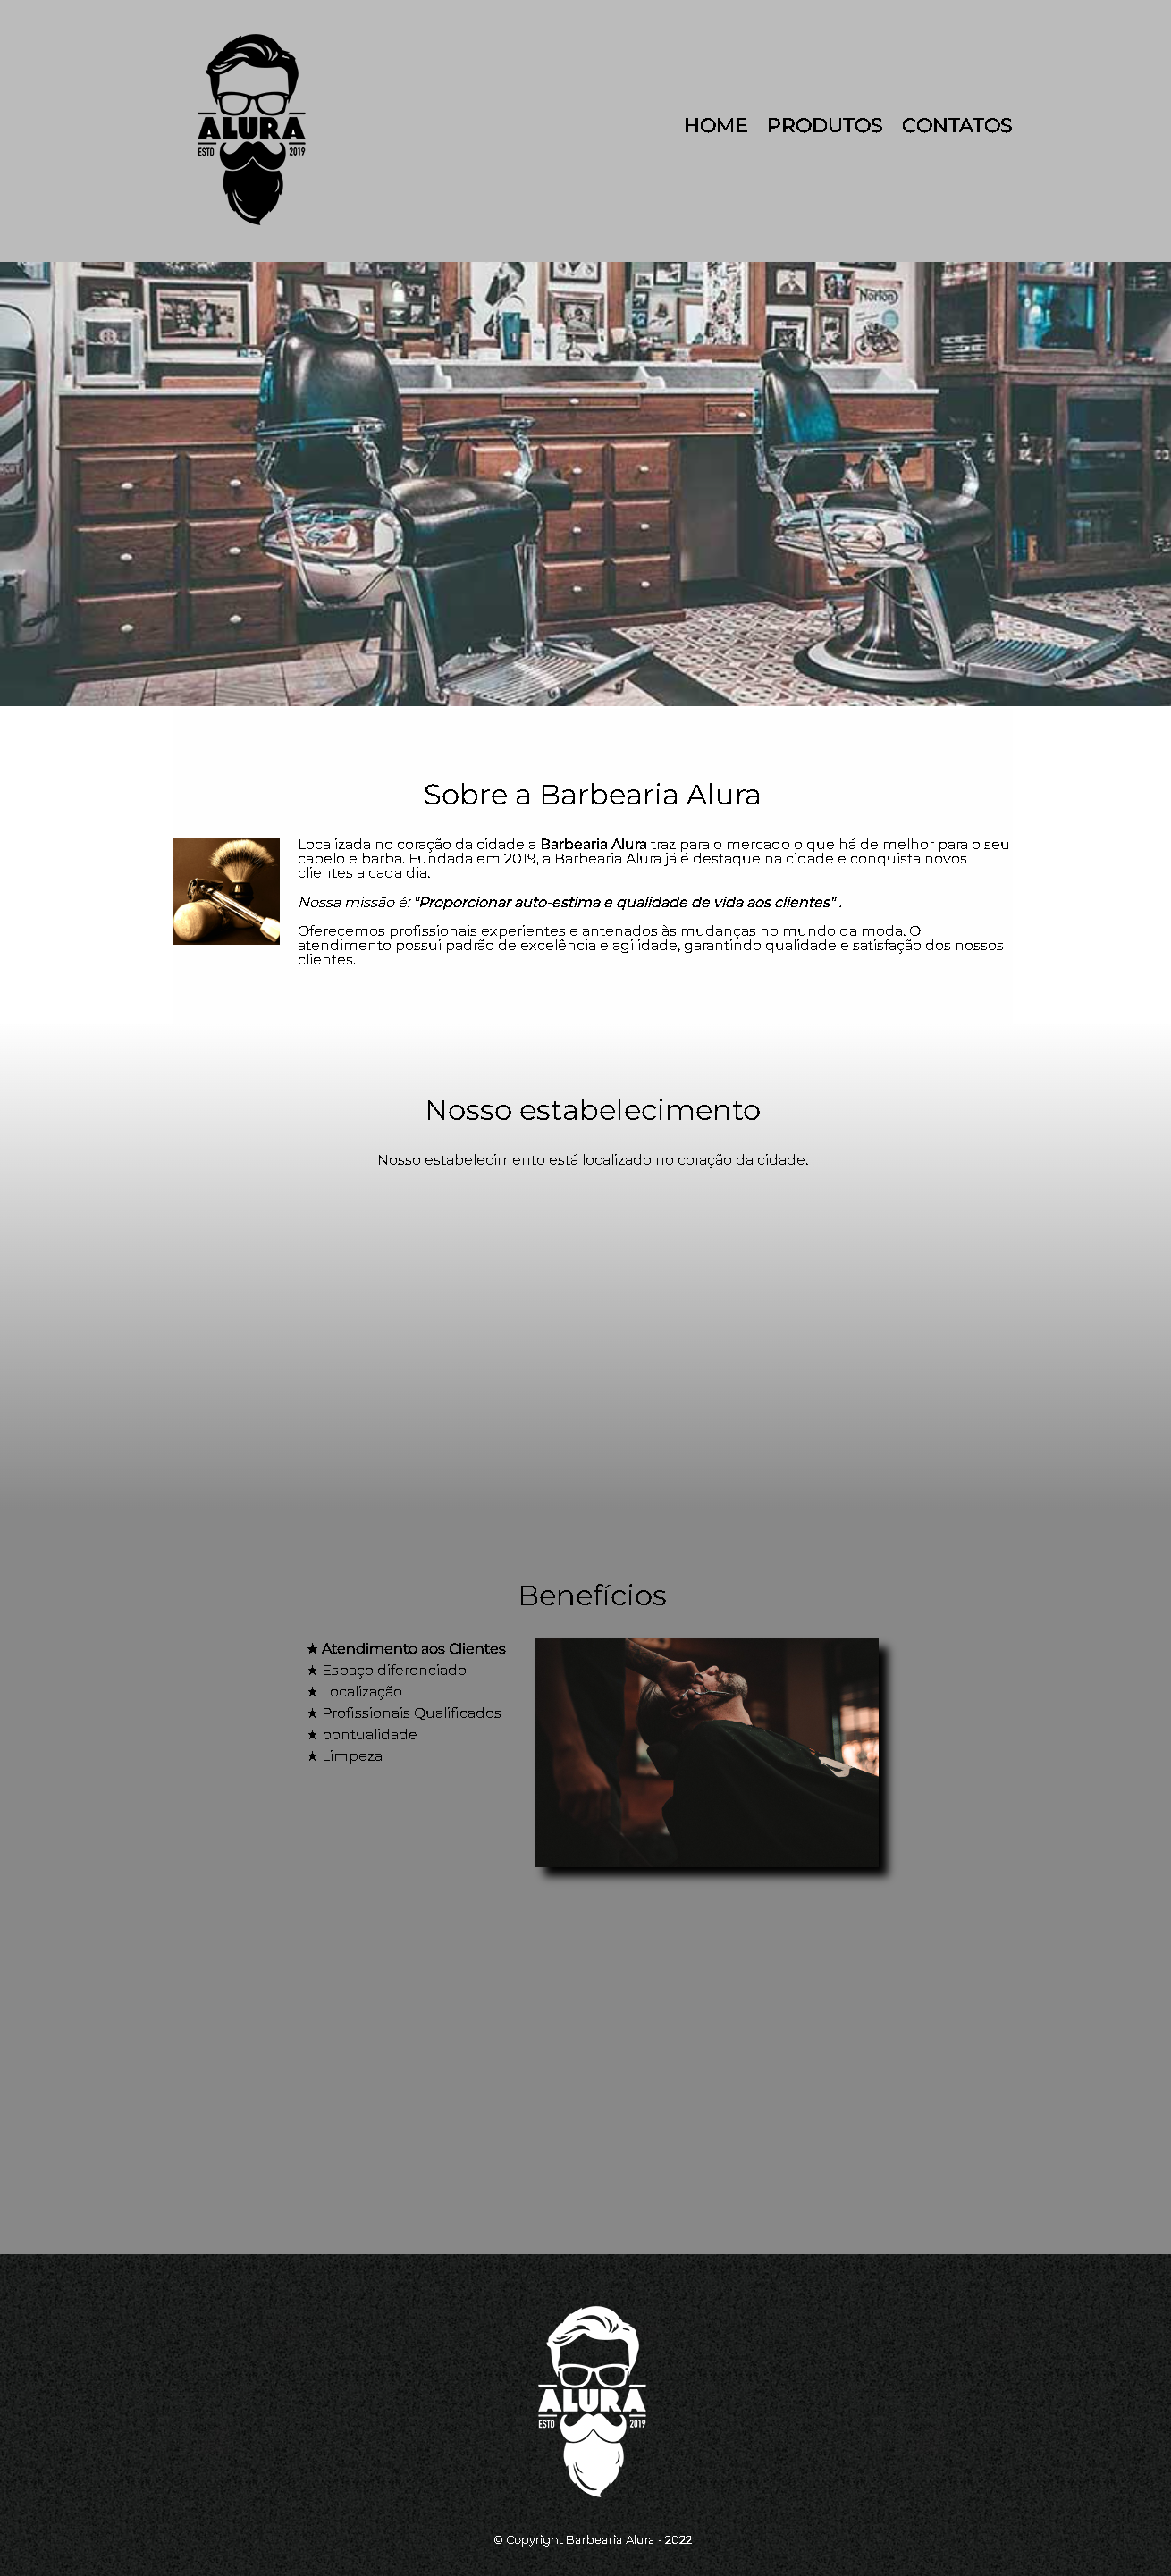 ALURA
ESTD 2019
HOME PRODUTOS CONTATOS
Norton
Sobre a Barbearia Alura
Localizada no coração da cidade a Barbearia Alura traz para o mercado o que há de melhor para o seu
cabelo e barba. Fundada em 2019, a Barbearia Alura já é destaque na cidade e conquista novos
clientes a cada dia.
Nossa missão é: "Proporcionar auto-estima e qualidade de vida aos clientes" .
Oferecemos profissionais experientes e antenados às mudanças no mundo da moda. O
atendimento possui padrão de excelência e agilidade, garantindo qualidade e satisfação dos nossos
clientes.
Nosso estabelecimento
Nosso estabelecimento está localizado no coração da cidade.
Benefícios
★ Atendimento aos Clientes
★ Espaço diferenciado
★ Localização
★ Profissionais Qualificados
★ pontualidade
★ Limpeza
ALURA
ESTD 2019
© Copyright Barbearia Alura - 2022